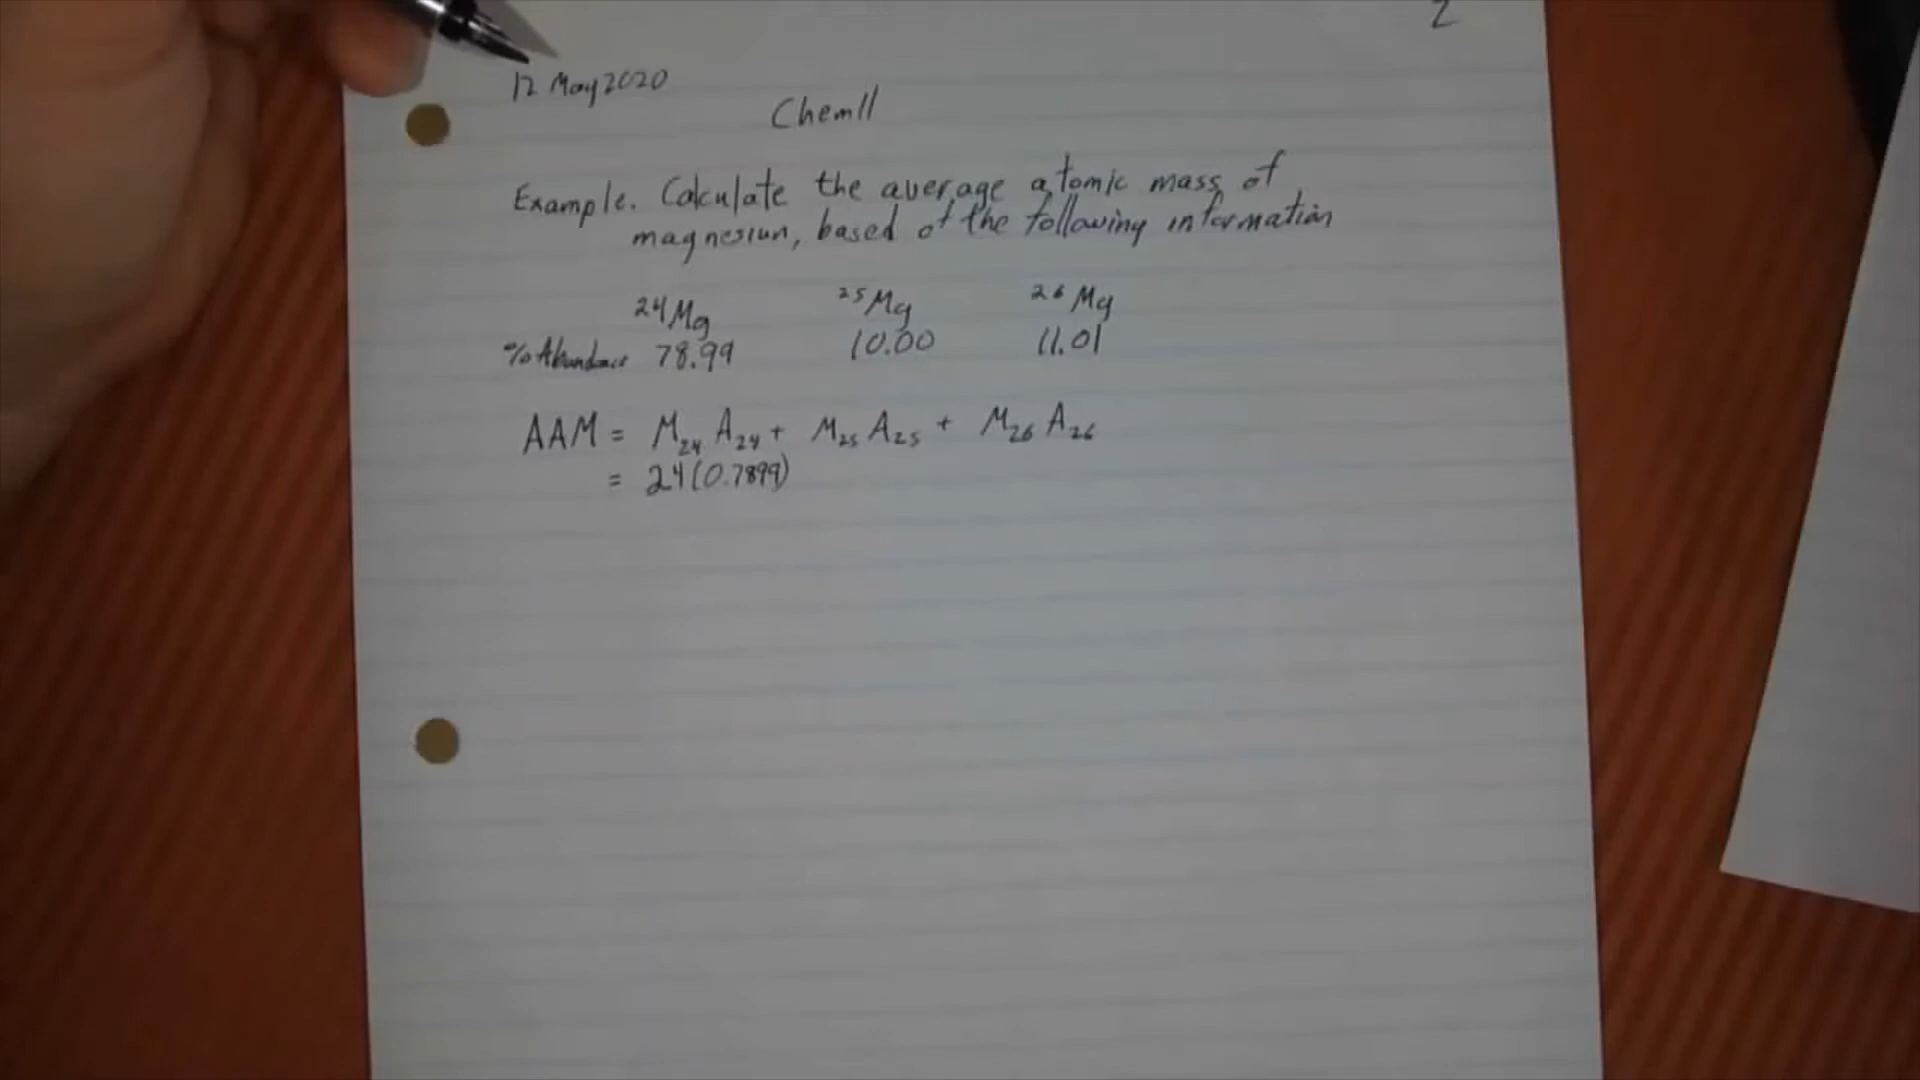 2
12 May 2020
Chem11
Example. Calculate the average atomic mass of
magnesium, based of the following information
24Mg 25Mg 26Mg
% Abundance 78.99 10.00 11.01
AAM = M24 A24 + M25 A25 + M26 A26
= 24(0.7899)